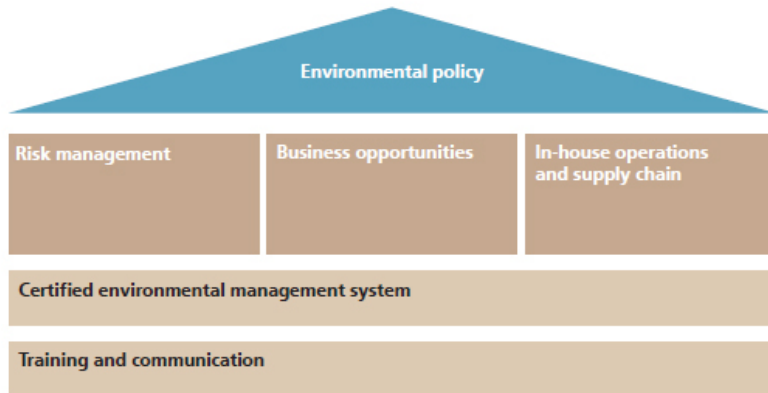 Environmental policy
Risk management
Business opportunities
In-house operations
and supply chain
Certified environmental management system
Training and communication